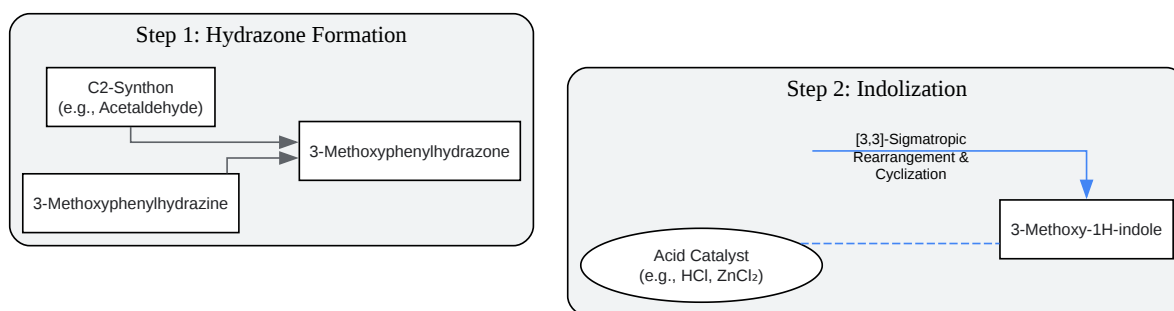 Step 1: Hydrazone Formation
C2-Synthon
(e.g., Acetaldehyde)
3-Methoxyphenylhydrazone
3-Methoxyphenylhydrazine
Step 2: Indolization
[3,3]-Sigmatropic
Rearrangement &
Cyclization
3-Methoxy-1H-indole
Acid Catalyst
(e.g., HCl, ZnCl₂)